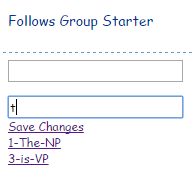 Follows Group Starter
t
Save Changes
1-The-NP
3-is-VP